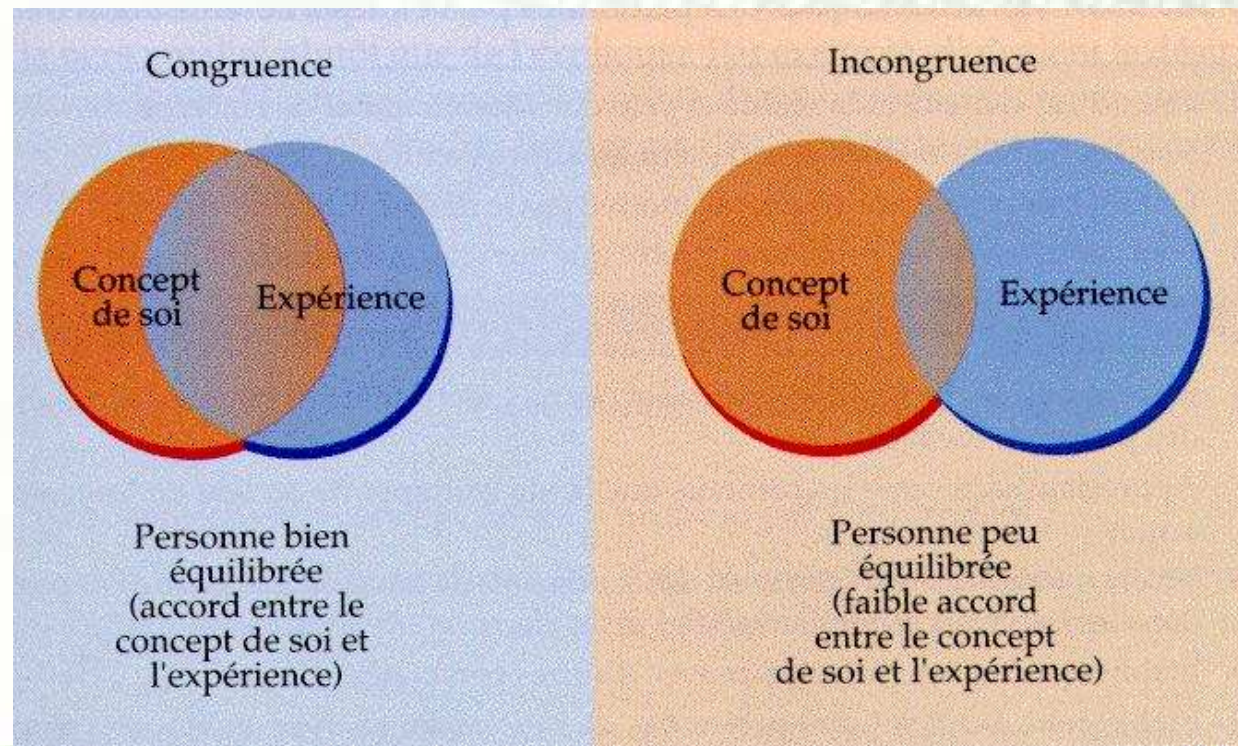 Congruence
Concept
de soi
Expérience
Personne bien
équilibrée
(accord entre le
concept de soi et
l'expérience)
Incongruence
Concept
de soi
Expérience
Personne peu
équilibrée
(faible accord
entre le concept
de soi et l'expérience)